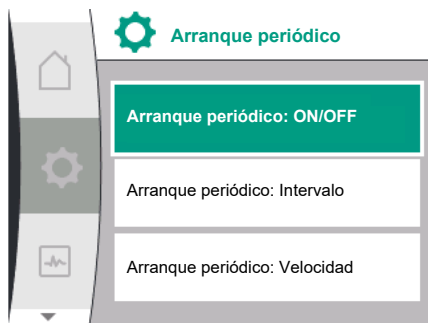 Arranque periódico
Arranque periódico: ON/OFF
Arranque periódico: Intervalo
Arranque periódico: Velocidad